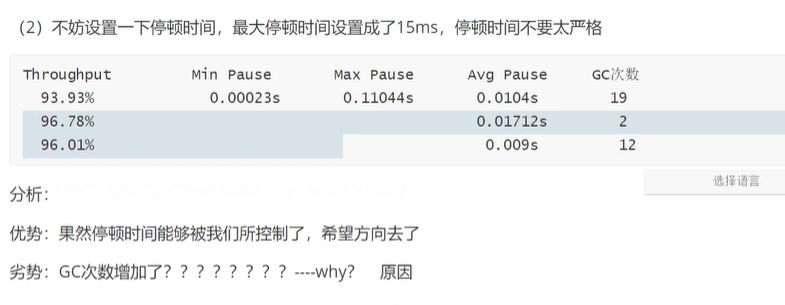 （2）不妨设置一下停顿时间，最大停顿时间设置成了15ms，停顿时间不要太严格
Throughput Min Pause Max Pause Avg Pause GC次数
93.93% 0.00023s 0.11044s 0.0104s 19
96.78% 0.01712s 2
96.01% 0.009s 12
选择语言
分析：
优势：果然停顿时间能够被我们所控制了，希望方向去了
劣势：GC次数增加了？？？？？？？？----why？ 原因